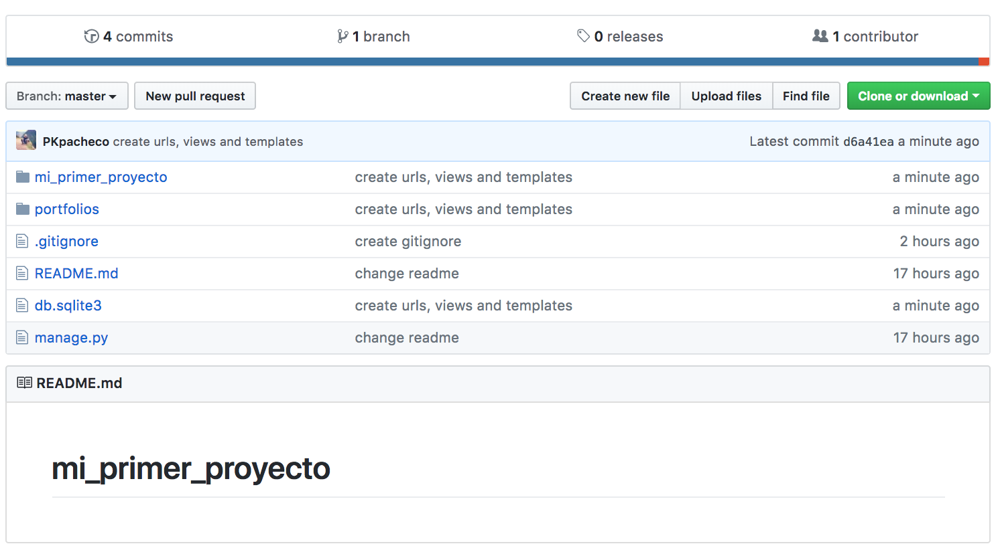 4 commits 1 branch 0 releases 1 contributor
Branch: master New pull request Create new file Upload files Find file Clone or download
PKpacheco create urls, views and templates Latest commit d6a41ea a minute ago
mi_primer_proyecto create urls, views and templates a minute ago
portfolios create urls, views and templates a minute ago
.gitignore create gitignore 2 hours ago
README.md change readme 17 hours ago
db.sqlite3 create urls, views and templates a minute ago
manage.py change readme 17 hours ago
README.md
mi_primer_proyecto